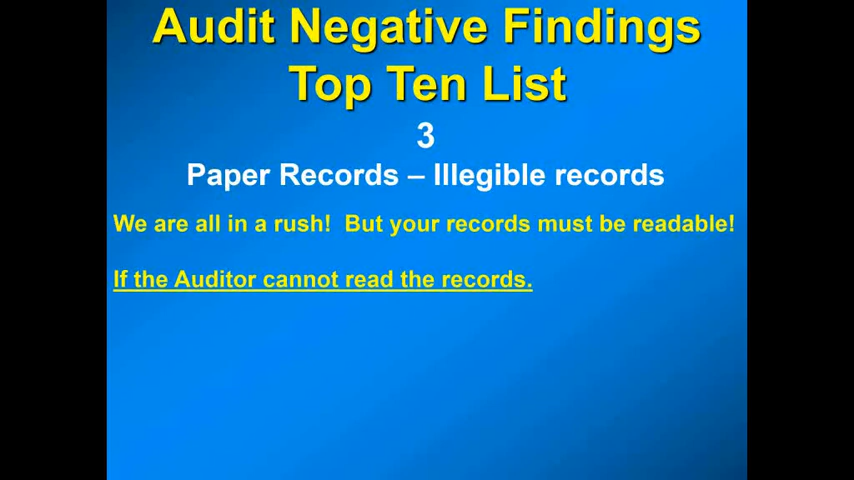 Audit Negative Findings
Top Ten List
3
Paper Records – Illegible records
We are all in a rush!  But your records must be readable!
If the Auditor cannot read the records.